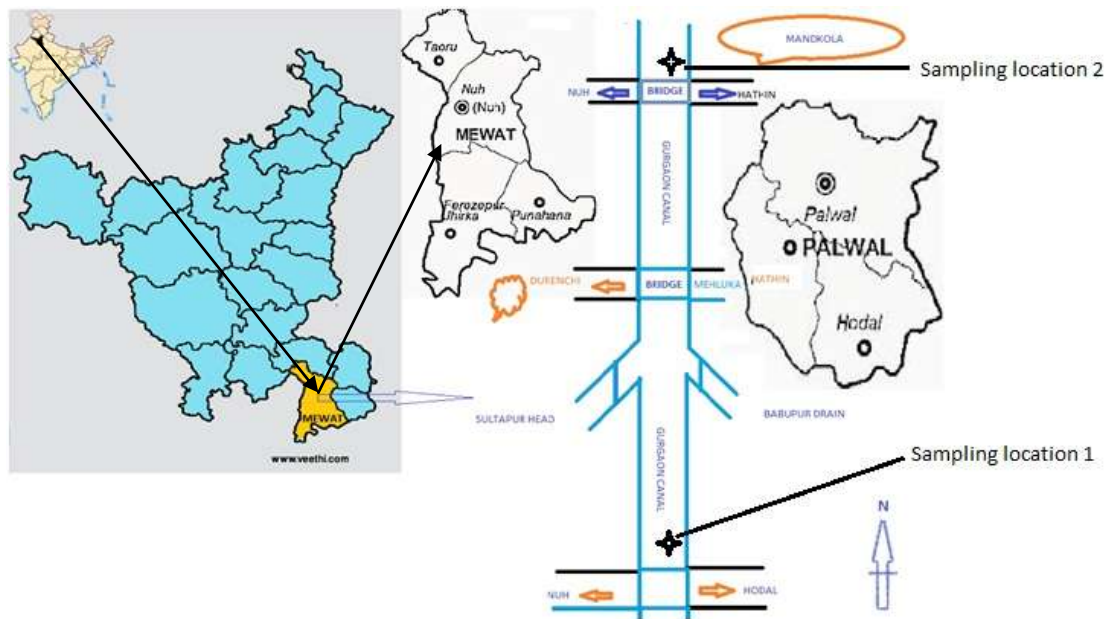 Taoru
Nuh
(Nuh)
MEWAT
Ferozepur
Jhirka
Punahana
MEWAT
www.veethi.com
MANDKOLA
Sampling location 2
NUH
BRIDGE
HATHIN
GURGAON CANAL
Palwal
PALWAL
Hodal
DURENCHI
BRIDGE
MEHLUKA
HATHIN
SULTAPUR HEAD
BABUPUR DRAIN
GURGAON CANAL
Sampling location 1
N
NUH
HODAL